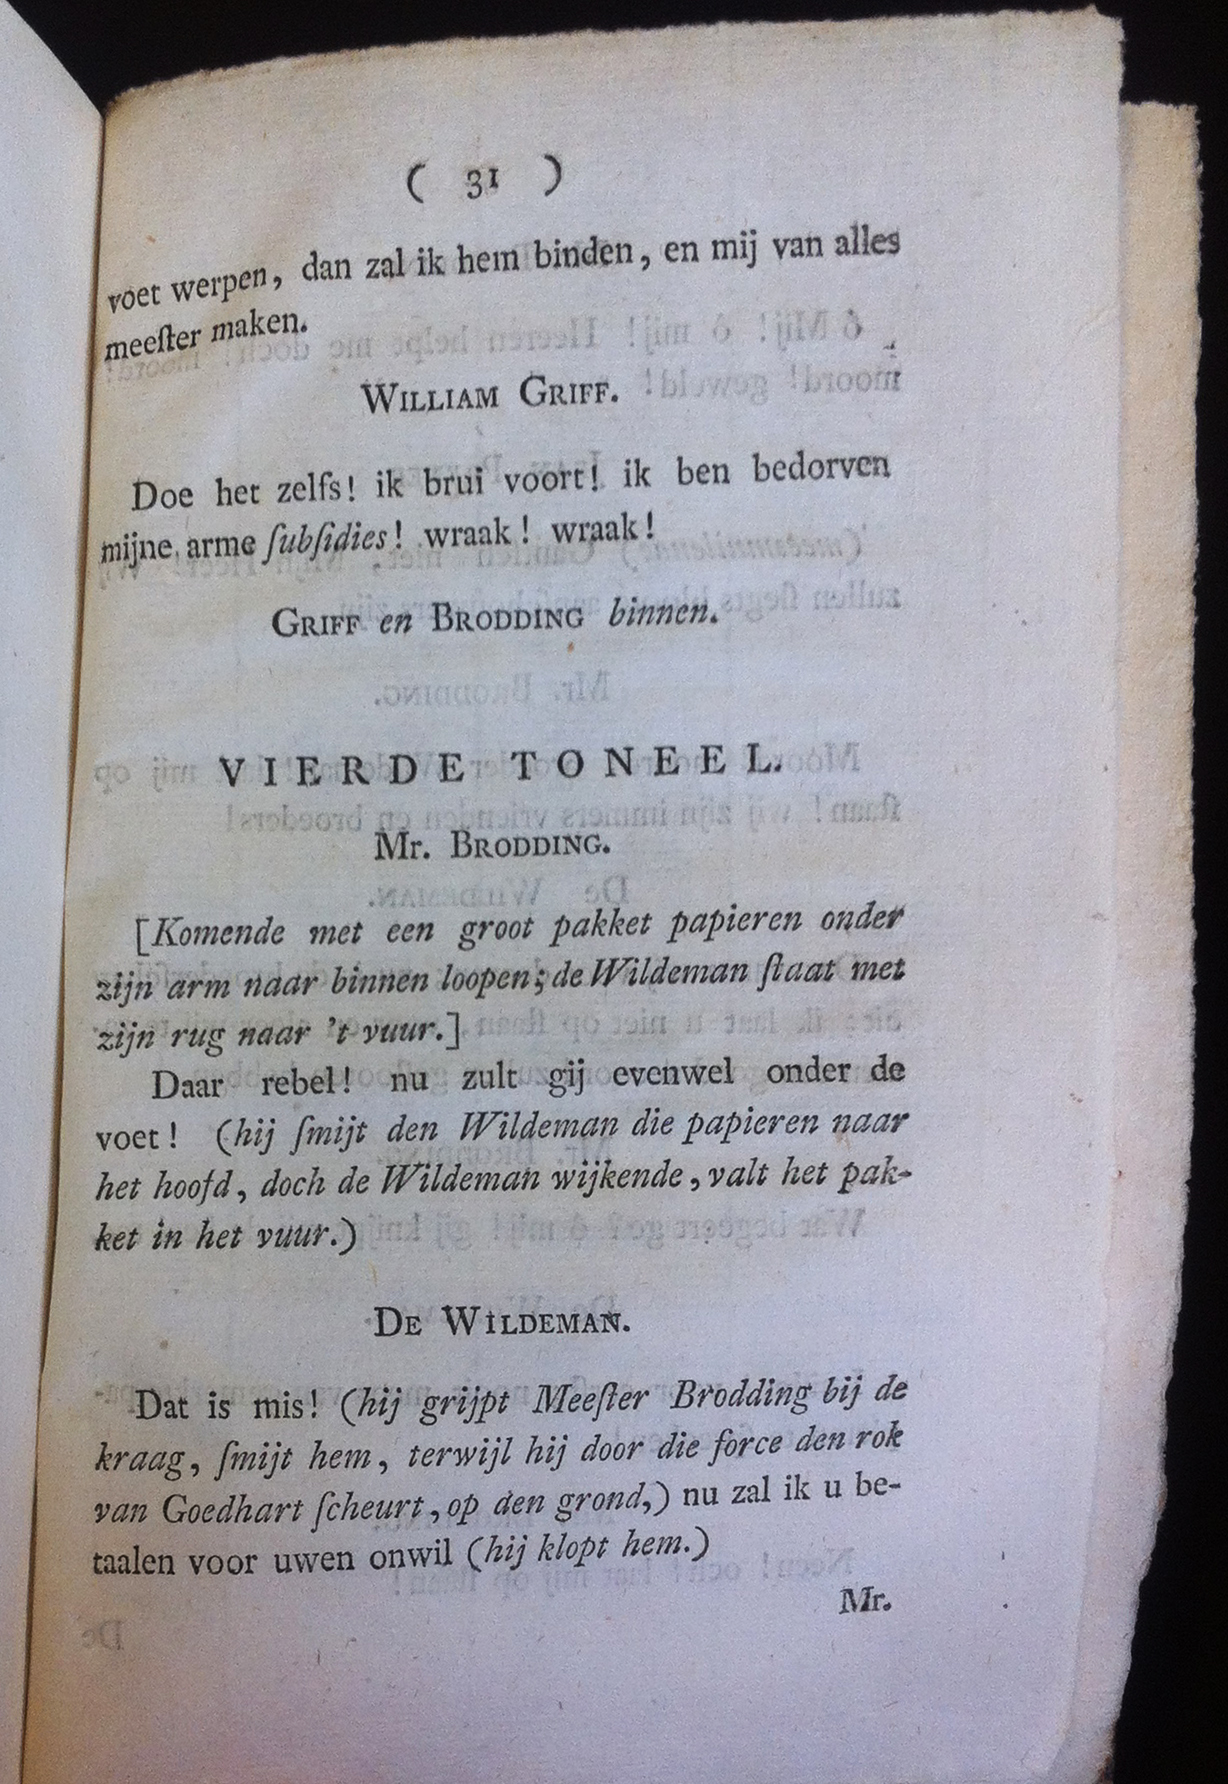 ( 31 )
voet werpen, dan zal ik hem binden, en mij van alles
meeſter maken.
WILLIAM GRIFF.
Doe het zelfs! ik brui voort! ik ben bedorven
mijne arme ſubſidies! wraak! wraak!
GRIFF en BRODDING binnen.
VIERDE TONEEL.
Mr. BRODDING.
[Komende met een groot pakket papieren onder
zijn arm naar binnen loopen; de Wildeman ſtaat met
zijn rug naar 't vuur.]
Daar rebel! nu zult gij evenwel onder de
voet! (hij ſmijt den Wildeman die papieren naar
het hoofd, doch de Wildeman wijkende, valt het pak-
ket in het vuur.)
DE WILDEMAN.
Dat is mis! (hij grijpt Meeſter Brodding bij de
kraag, ſmijt hem, terwijl hij door die force den rok
van Goedhart ſcheurt, op den grond,) nu zal ik u be-
taalen voor uwen onwil (hij klopt hem.)
Mr.